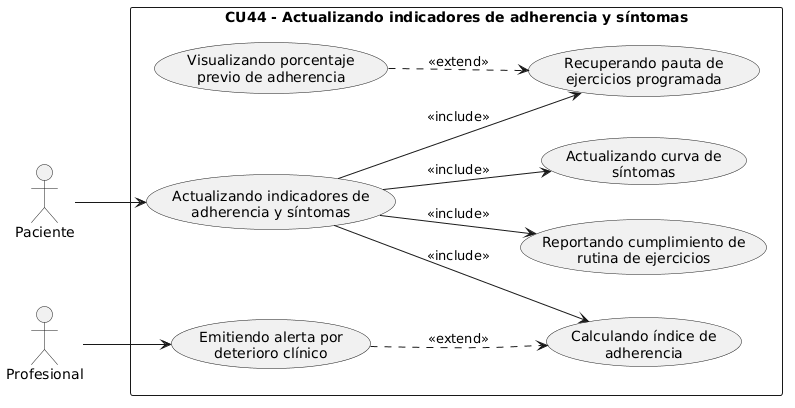 CU44 - Actualizando indicadores de adherencia y síntomas
Visualizando porcentaje
previo de adherencia
«extend»
Recuperando pauta de
ejercicios programada
«include»
Actualizando curva de
síntomas
«include»
Paciente
Actualizando indicadores de
adherencia y síntomas
«include»
Reportando cumplimiento de
rutina de ejercicios
«include»
Profesional
Emitiendo alerta por
deterioro clínico
«extend»
Calculando índice de
adherencia